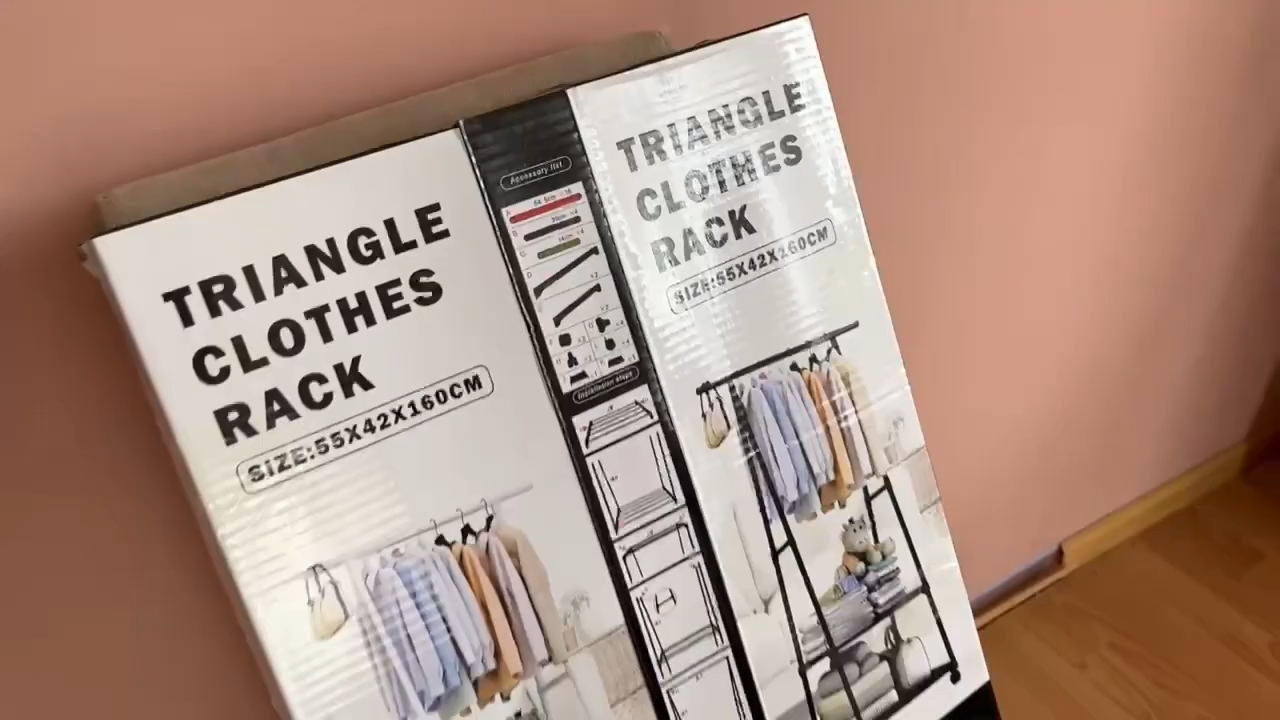 TRIANGLE
CLOTHES
RACK
SIZE:55X42X160CM
Accessory list
A
Installation steps
TRIANGLE
CLOTHES
RACK
SIZE:55X42X160CM